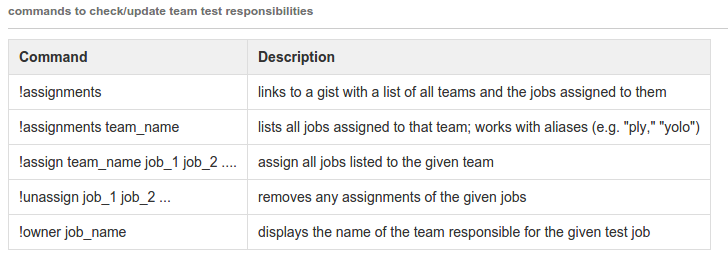 commands to check/update team test responsibilities
Command Description
!assignments links to a gist with a list of all teams and the jobs assigned to them
!assignments team_name lists all jobs assigned to that team; works with aliases (e.g. "ply," "yolo")
!assign team_name job_1 job_2 .... assign all jobs listed to the given team
!unassign job_1 job_2 ... removes any assignments of the given jobs
!owner job_name displays the name of the team responsible for the given test job